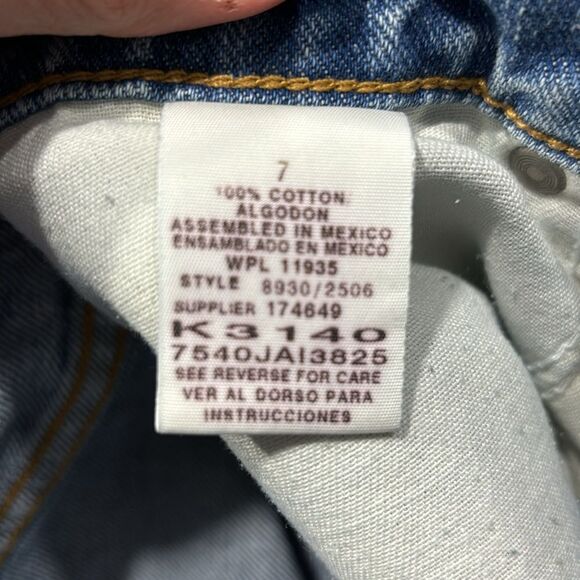 7
100% COTTON
ALGODON
ASSEMBLED IN MEXICO
ENSAMBLADO EN MEXICO
WPL 11935
STYLE 8930/2506
SUPPLIER 174649
K3140
7540JAI3825
SEE REVERSE FOR CARE
VER AL DORSO PARA
INSTRUCCIONES